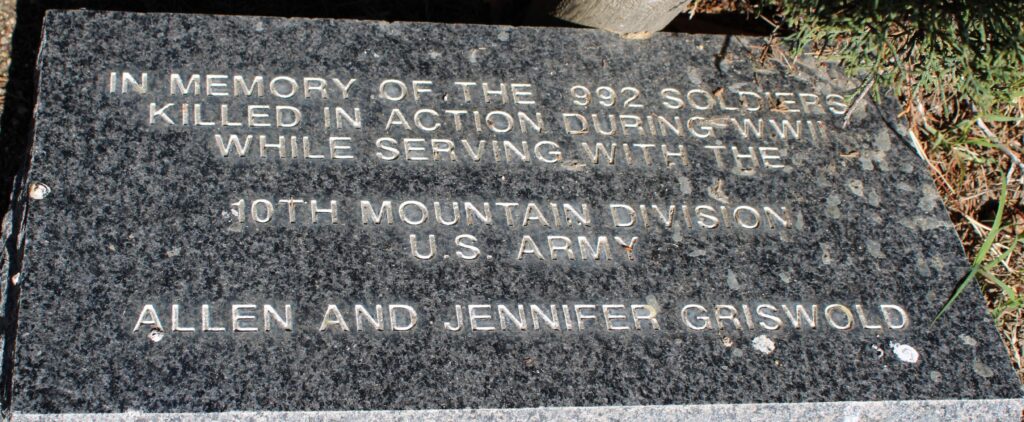 IN MEMORY OF THE 992 SOLDIERS
KILLED IN ACTION DURING WWII
WHILE SERVING WITH THE
10TH MOUNTAIN DIVISION
U.S. ARMY
ALLEN AND JENNIFER GRISWOLD